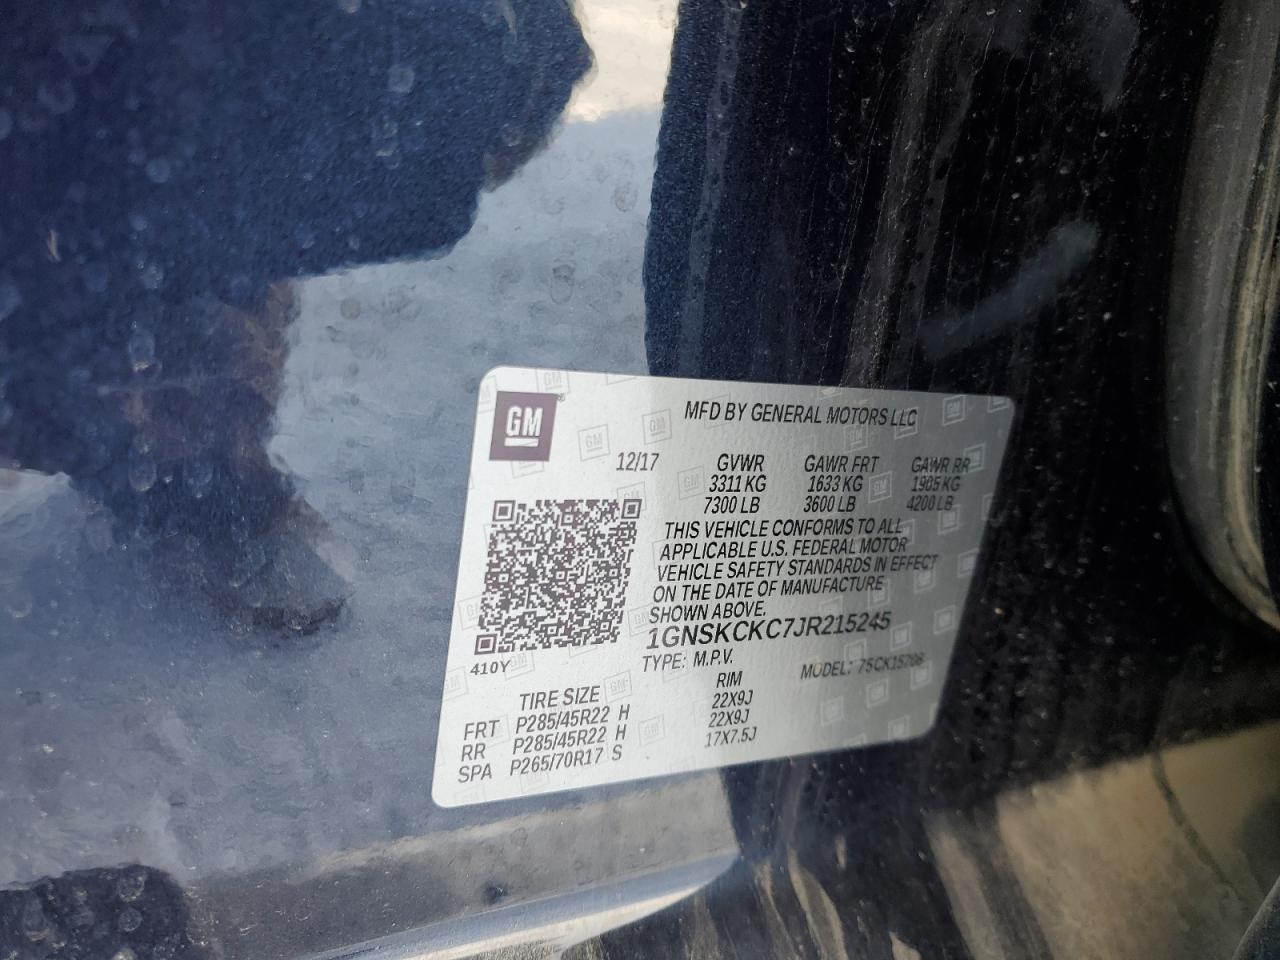 GM
MFD BY GENERAL MOTORS LLC
12/17 GVWR GAWR FRT GAWR RR
3311 KG 1633 KG 1905 KG
7300 LB 3600 LB 4200 LB
THIS VEHICLE CONFORMS TO ALL
APPLICABLE U.S. FEDERAL MOTOR
VEHICLE SAFETY STANDARDS IN EFFECT
ON THE DATE OF MANUFACTURE
SHOWN ABOVE.
1GNSKCKC7JR215245
410Y TYPE: M.P.V. MODEL: 75CK15706
TIRE SIZE RIM
FRT P285/45R22 H 22X9J
RR P285/45R22 H 22X9J
SPA P265/70R17 S 17X7.5J